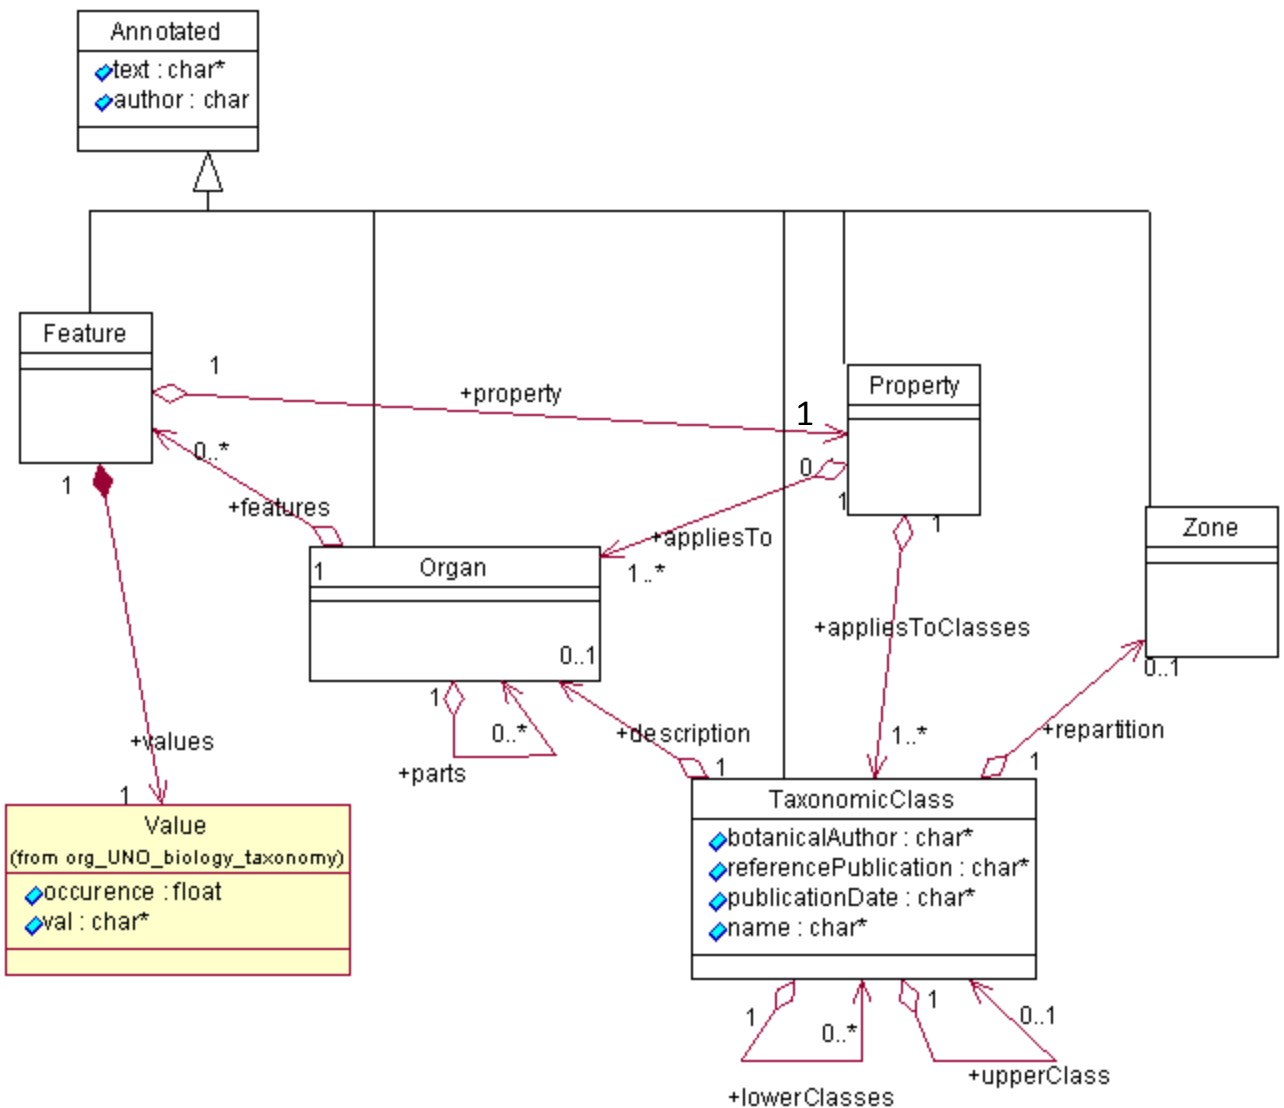 Annotated
text : char*
author : char
Feature
1
+property
1
Property
0..*
+features
1
0
1
1
+appliesTo
1..*
Zone
1
Organ
0..1
+appliesToClasses
0..1
1
0..*
+parts
+description
1
1..*
+repartition
1
+values
1
Value
(from org_UNO_biology_taxonomy)
occurence : float
val : char*
TaxonomicClass
botanicalAuthor : char*
referencePublication : char*
publicationDate : char*
name : char*
1
0..*
1
0..1
+lowerClasses
+upperClass